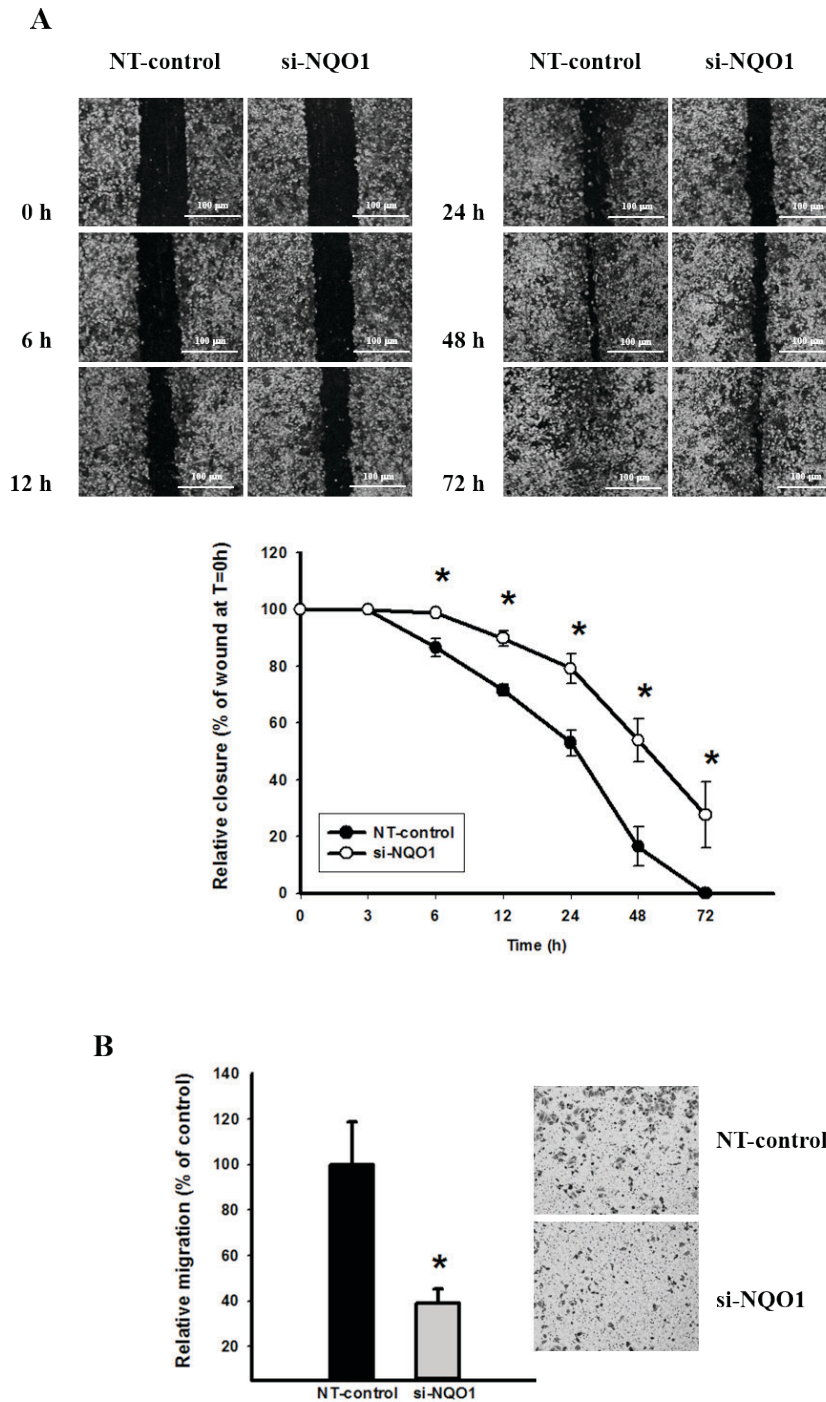 A
NT-control si-NQO1 NT-control si-NQO1
0 h 100 µm 100 µm 24 h 100 µm 100 µm
6 h 100 µm 100 µm 48 h 100 µm 100 µm
12 h 100 µm 100 µm 72 h 100 µm 100 µm
Relative closure (% of wound at T=0h)
120
100
80
60
40
20
0
* * * * *
NT-control
si-NQO1
0 3 6 12 24 48 72
Time (h)
B
Relative migration (% of control)
140
120
100
80
60
40
20
*
NT-control si-NQO1
NT-control
si-NQO1